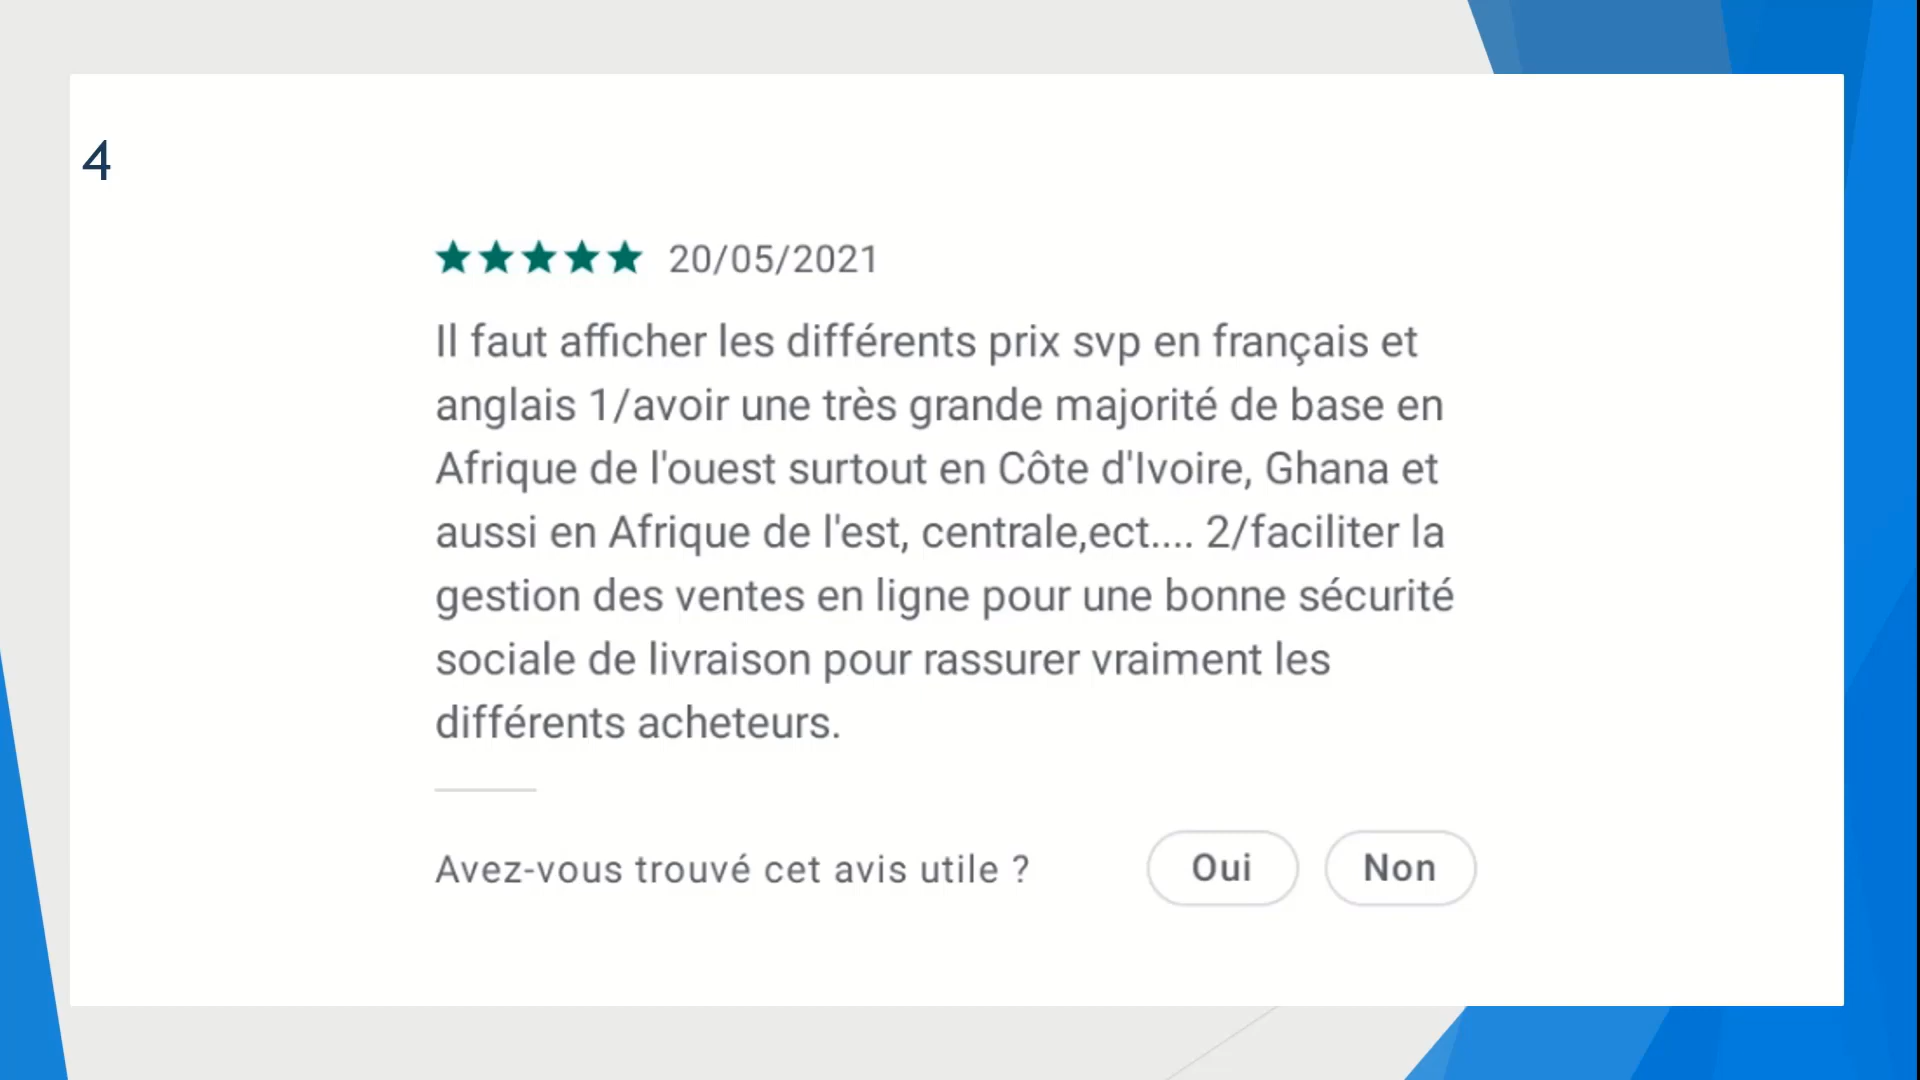 4
20/05/2021
Il faut afficher les différents prix svp en français et
anglais 1/avoir une très grande majorité de base en
Afrique de l'ouest surtout en Côte d'Ivoire, Ghana et
aussi en Afrique de l'est, centrale,ect.... 2/faciliter la
gestion des ventes en ligne pour une bonne sécurité
sociale de livraison pour rassurer vraiment les
différents acheteurs.
Avez-vous trouvé cet avis utile ? Oui Non